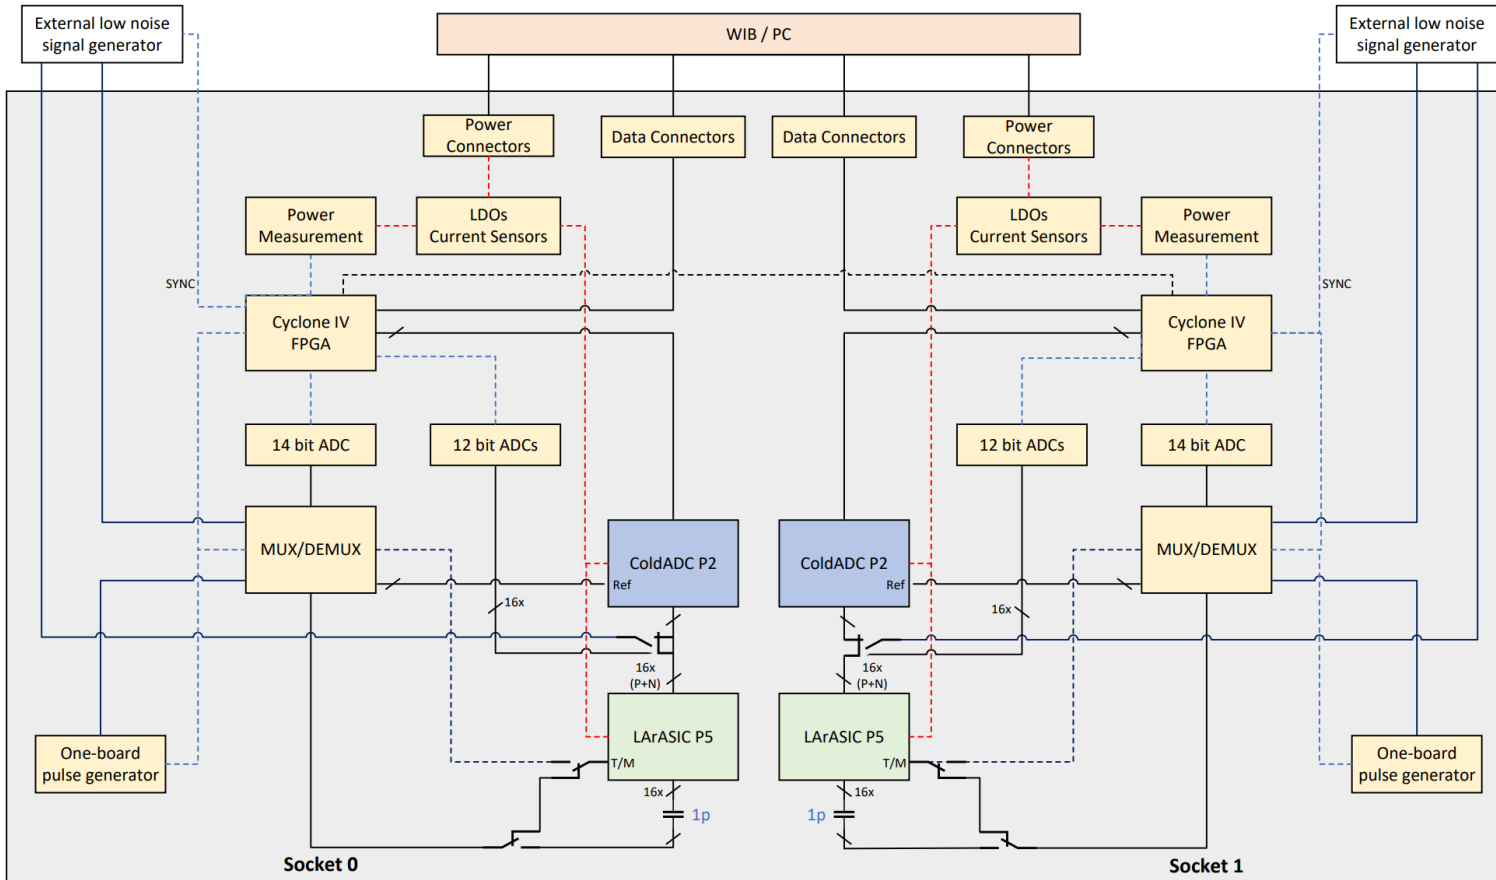 External low noise
signal generator
WIB / PC
External low noise
signal generator
Power
Connectors
Data Connectors
Data Connectors
Power
Connectors
Power
Measurement
LDOs
Current Sensors
LDOs
Current Sensors
Power
Measurement
SYNC
SYNC
Cyclone IV
FPGA
Cyclone IV
FPGA
14 bit ADC
12 bit ADCs
12 bit ADCs
14 bit ADC
MUX/DEMUX
ColdADC P2
Ref
ColdADC P2
Ref
MUX/DEMUX
16x
16x
16x
(P+N)
16x
(P+N)
One-board
pulse generator
LArASIC P5
T/M
LArASIC P5
T/M
One-board
pulse generator
16x
16x
1p
1p
Socket 0
Socket 1